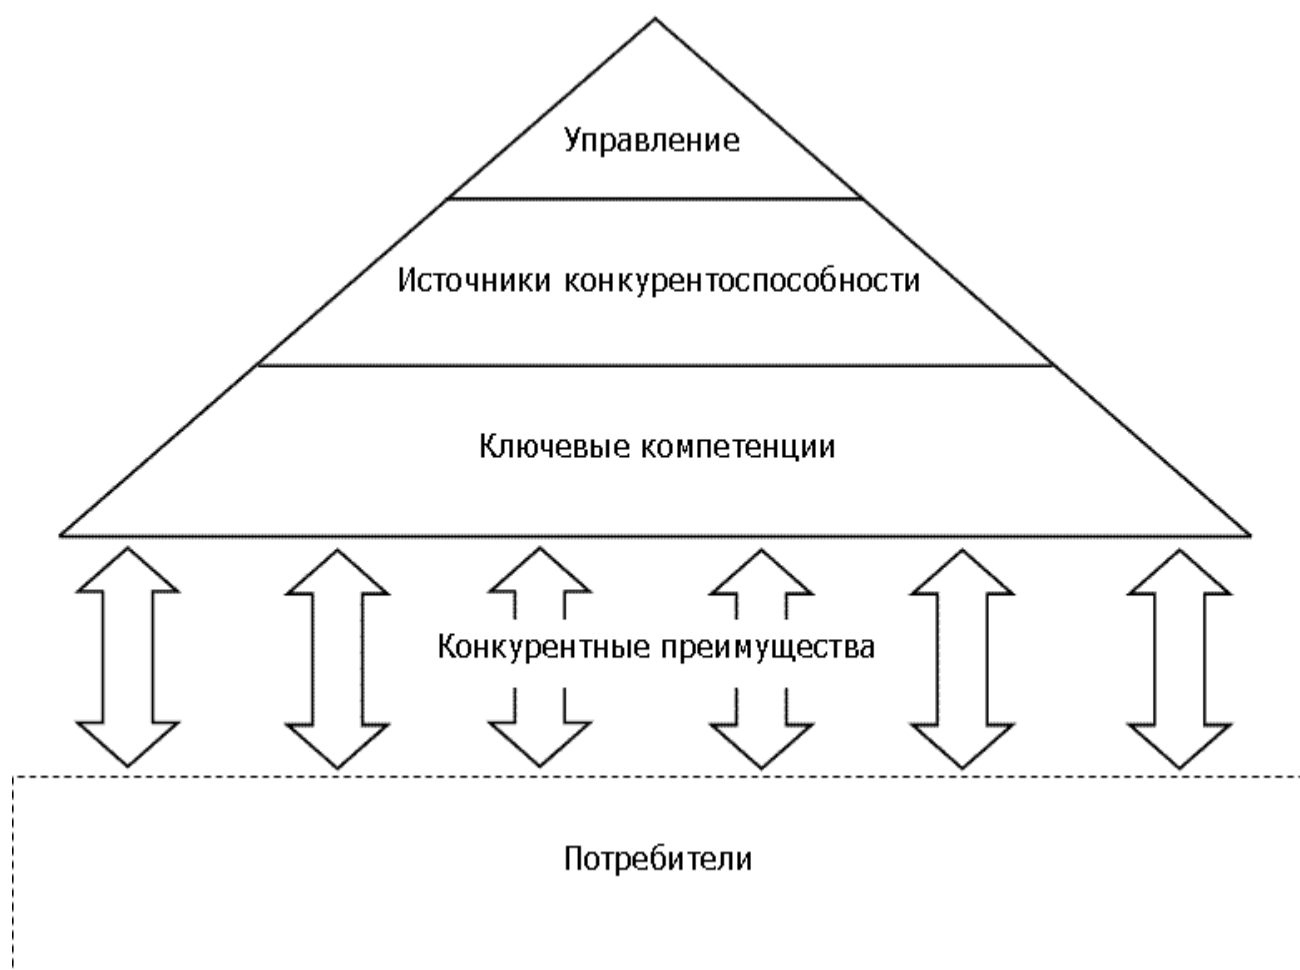 Управление
Источники конкурентоспособности
Ключевые компетенции
Конкурентные преимущества
Потребители